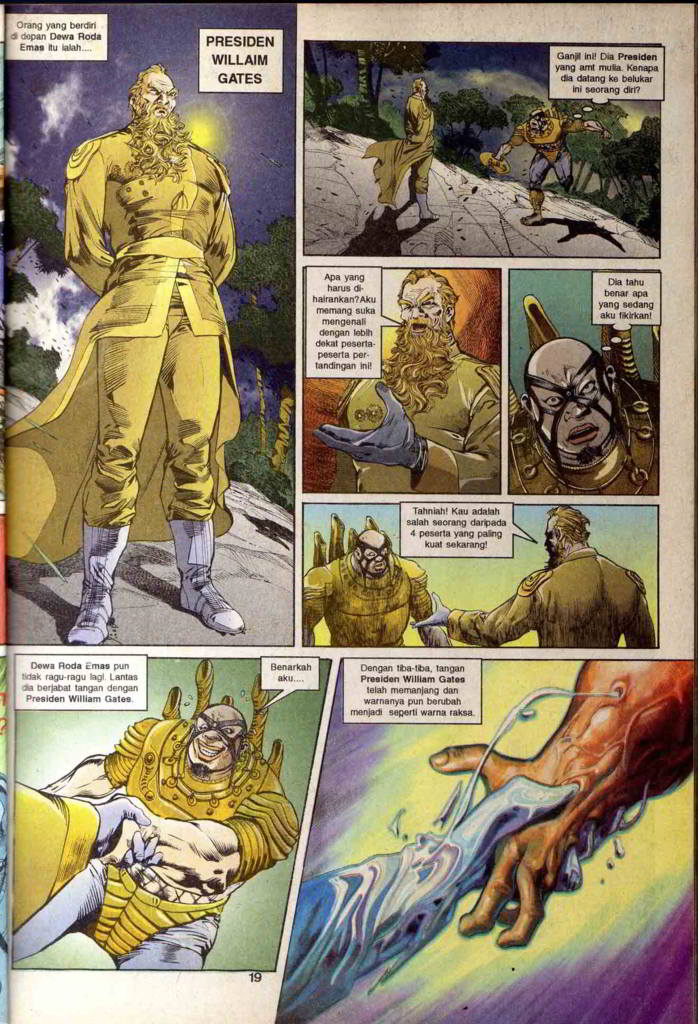 Orang yang berdiri
di depan Dewa Roda
Emas itu ialah....
PRESIDEN
WILLAIM
GATES
Ganjil ini! Dia Presiden
yang amt mulia. Kenapa
dia datang ke belukar
ini seorang diri?
Apa yang
harus di-
hairankan?Aku
memang suka
mengenali
dengan lebih
dekat peserta-
peserta per-
tandingan ini!
Dia tahu
benar apa
yang sedang
aku fikirkan!
Tahniah! Kau adalah
salah seorang daripada
4 peserta yang paling
kuat sekarang!
Dewa Roda Emas pun
tidak ragu-ragu lagi. Lantas
dia berjabat tangan dengan
Presiden William Gates.
Benarkah
aku....
Dengan tiba-tiba, tangan
Presiden William Gates
telah memanjang dan
warnanya pun berubah
menjadi seperti warna raksa.
19